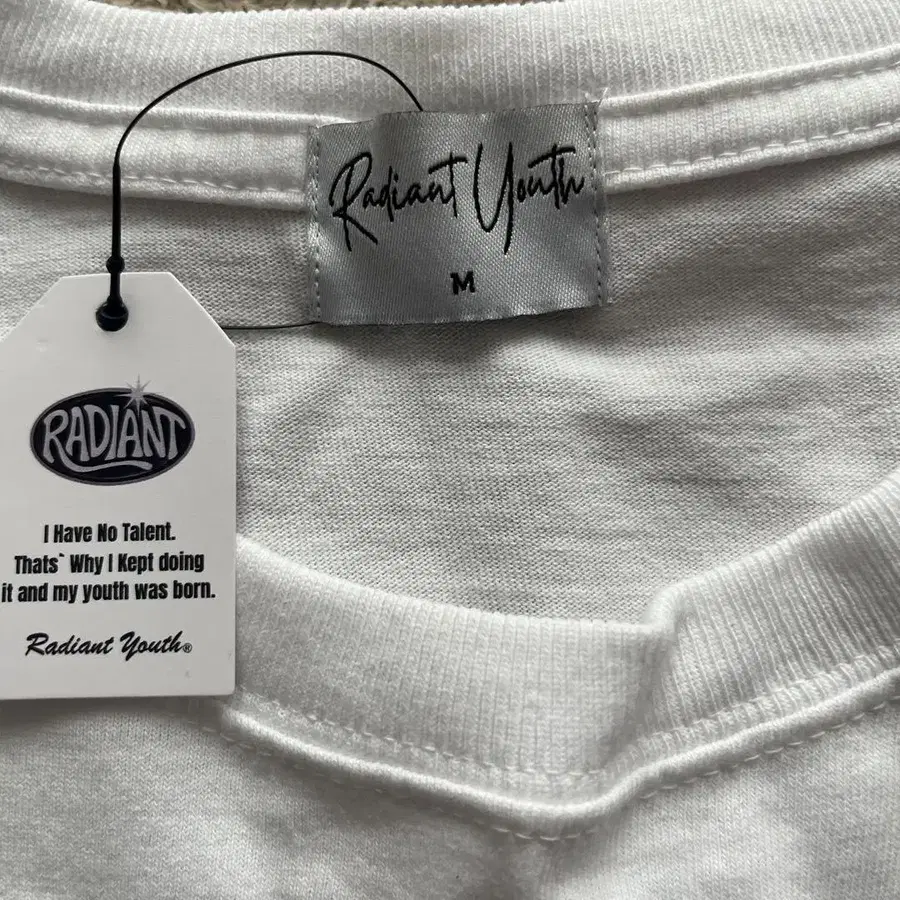 Radiant Youth
M
RADIANT
I Have No Talent.
Thats` Why I Kept doing
it and my youth was born.
Radiant Youth®